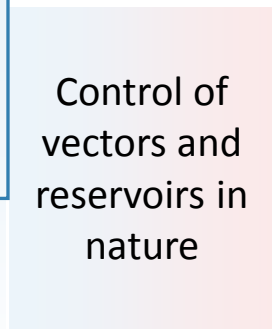 Control of
vectors and
reservoirs in
nature